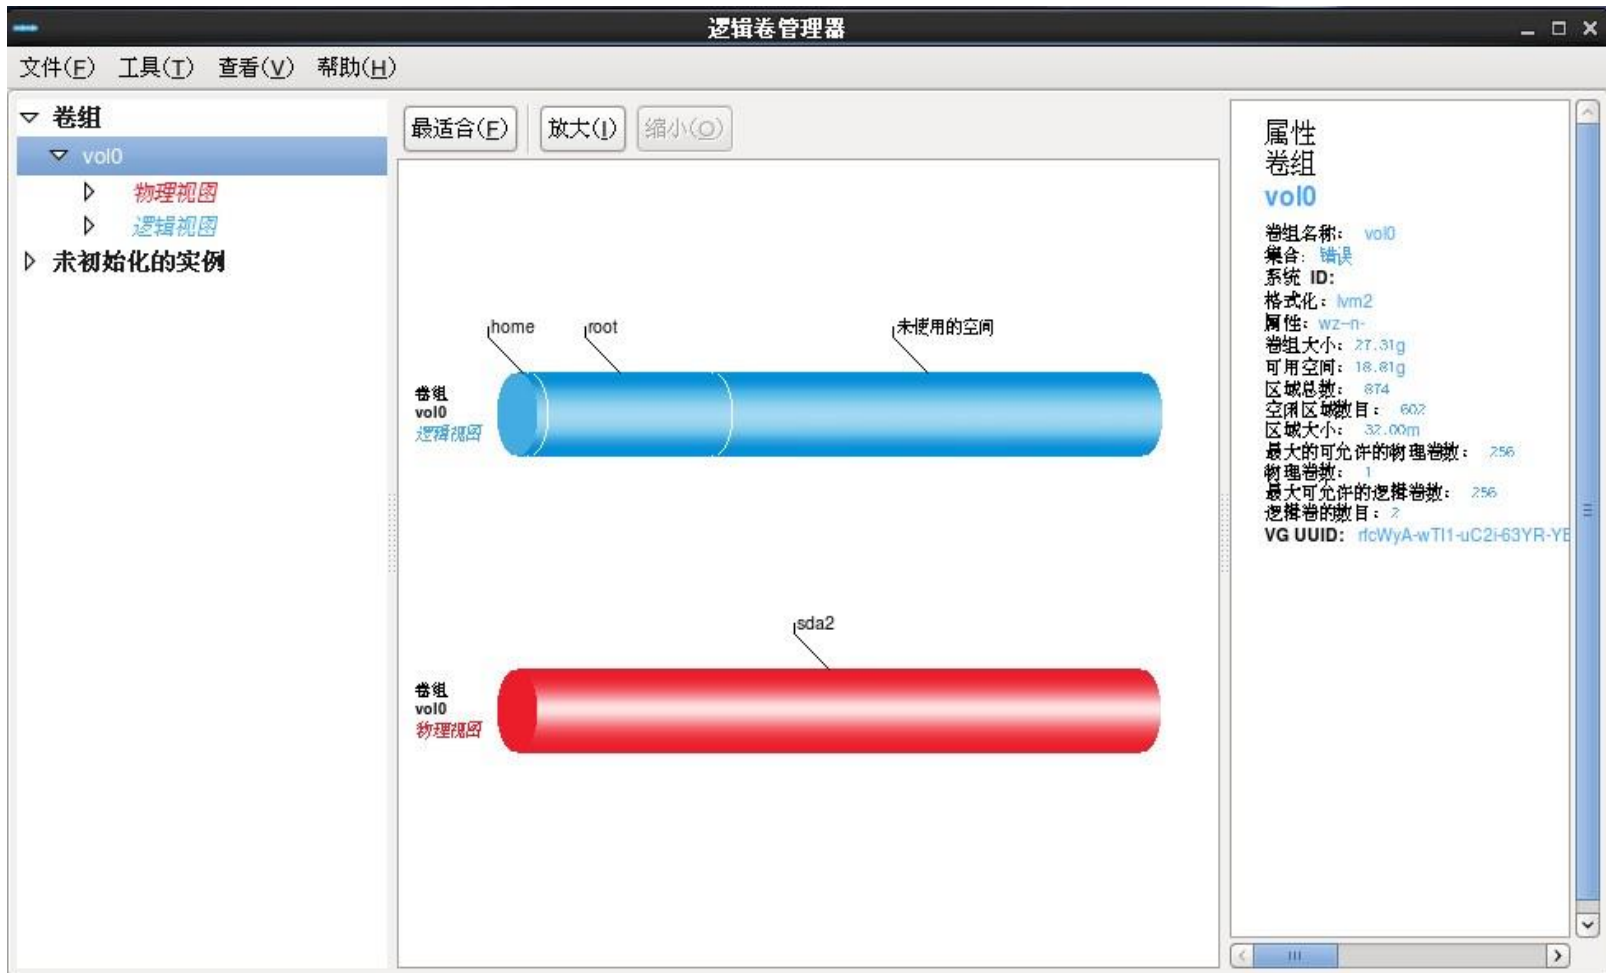 逻辑卷管理器
文件(F) 工具(T) 查看(V) 帮助(H)
卷组
vol0
物理视图
逻辑视图
未初始化的实例
最适合(F) 放大(I) 缩小(O)
home root 未使用的空间
卷组
vol0
逻辑视图
sda2
卷组
vol0
物理视图
属性
卷组
vol0
卷组名称： vol0
集合: 错误
系统 ID:
格式化: lvm2
属性: wz--n-
卷组大小: 27.31g
可用空间: 18.81g
区域总数: 874
空闲区域数目: 602
区域大小: 32.00m
最大的可允许的物理卷数: 256
物理卷数: 1
最大可允许的逻辑卷数: 256
逻辑卷的数目: 2
VG UUID: rfcWyA-wTI1-uC2i-63YR-YE